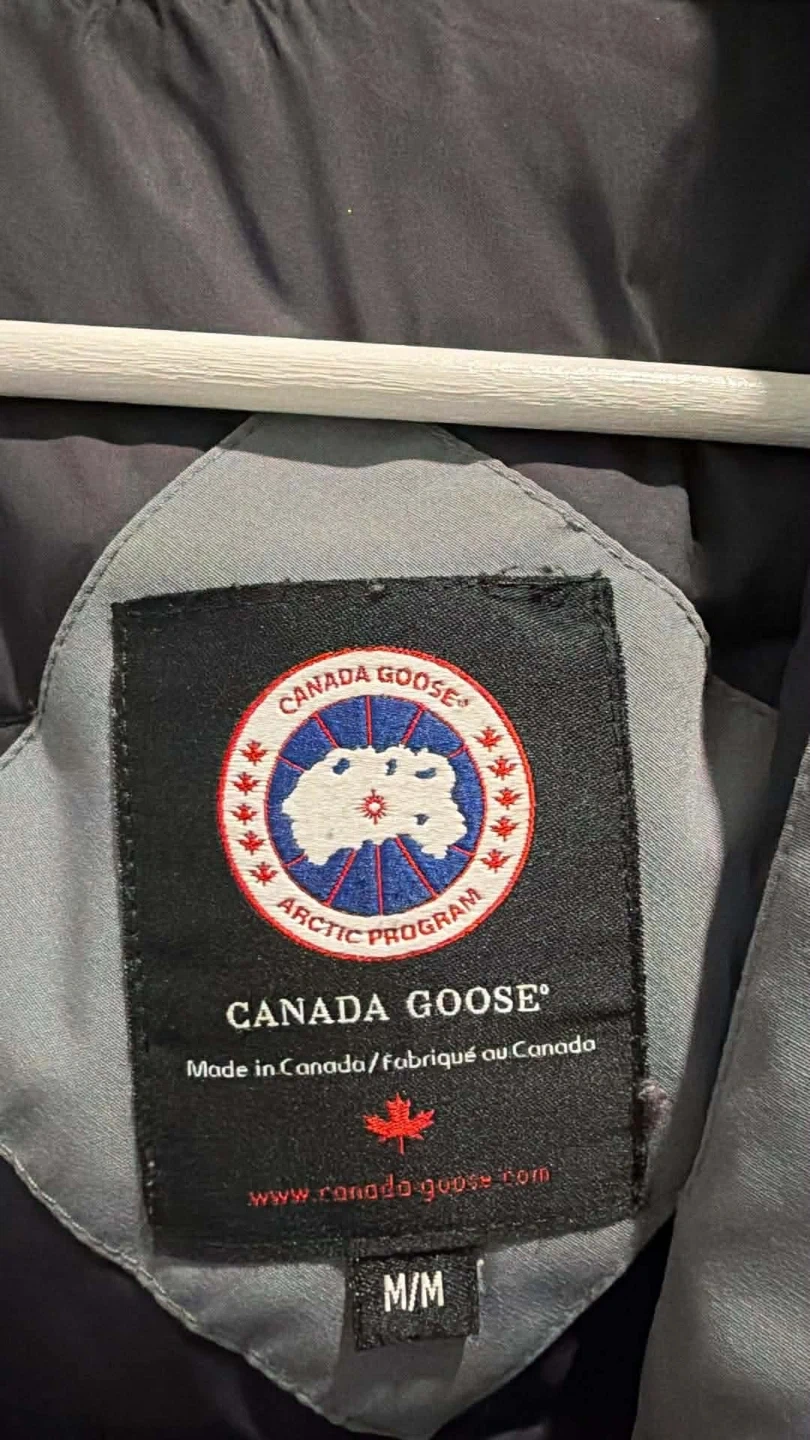 CANADA GOOSE®
ARCTIC PROGRAM
CANADA GOOSE®
Made in Canada/fabriqué au Canada
www.canada-goose.com
M/M